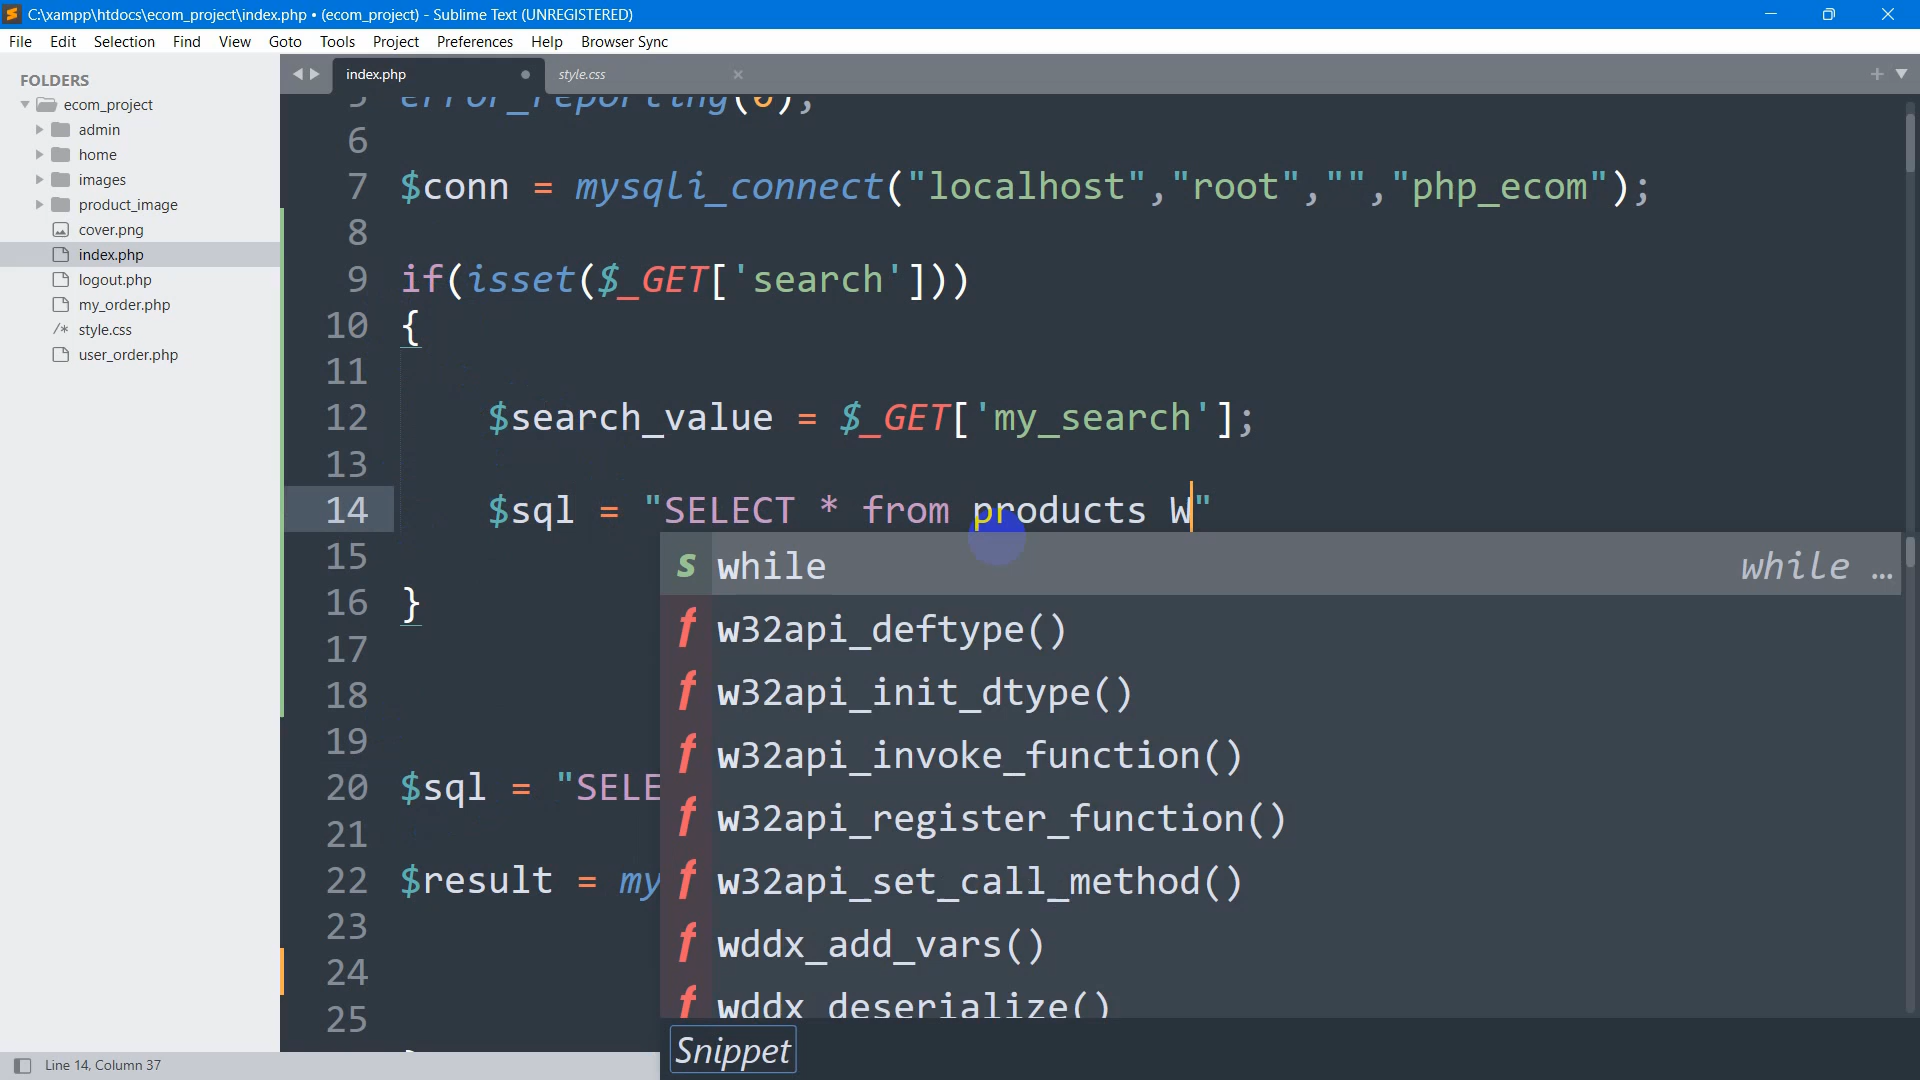 C:\xampp\htdocs\ecom_project\index.php • (ecom_project) - Sublime Text (UNREGISTERED)
File Edit Selection Find View Goto Tools Project Preferences Help Browser Sync
FOLDERS
ecom_project
admin
home
images
product_image
cover.png
index.php
logout.php
my_order.php
/* style.css
user_order.php
index.php
style.css
5 error_reporting(0);
6
7 $conn = mysqli_connect("localhost","root","","php_ecom");
8
9 if(isset($_GET['search']))
10 {
11
12 $search_value = $_GET['my_search'];
13
14 $sql = "SELECT * from products W"
15
16 }
17
18
19
20 $sql = "SELE
21
22 $result = my
23
24
25
s while while …
f w32api_deftype()
f w32api_init_dtype()
f w32api_invoke_function()
f w32api_register_function()
f w32api_set_call_method()
f wddx_add_vars()
f wddx_deserialize()
Snippet
Line 14, Column 37